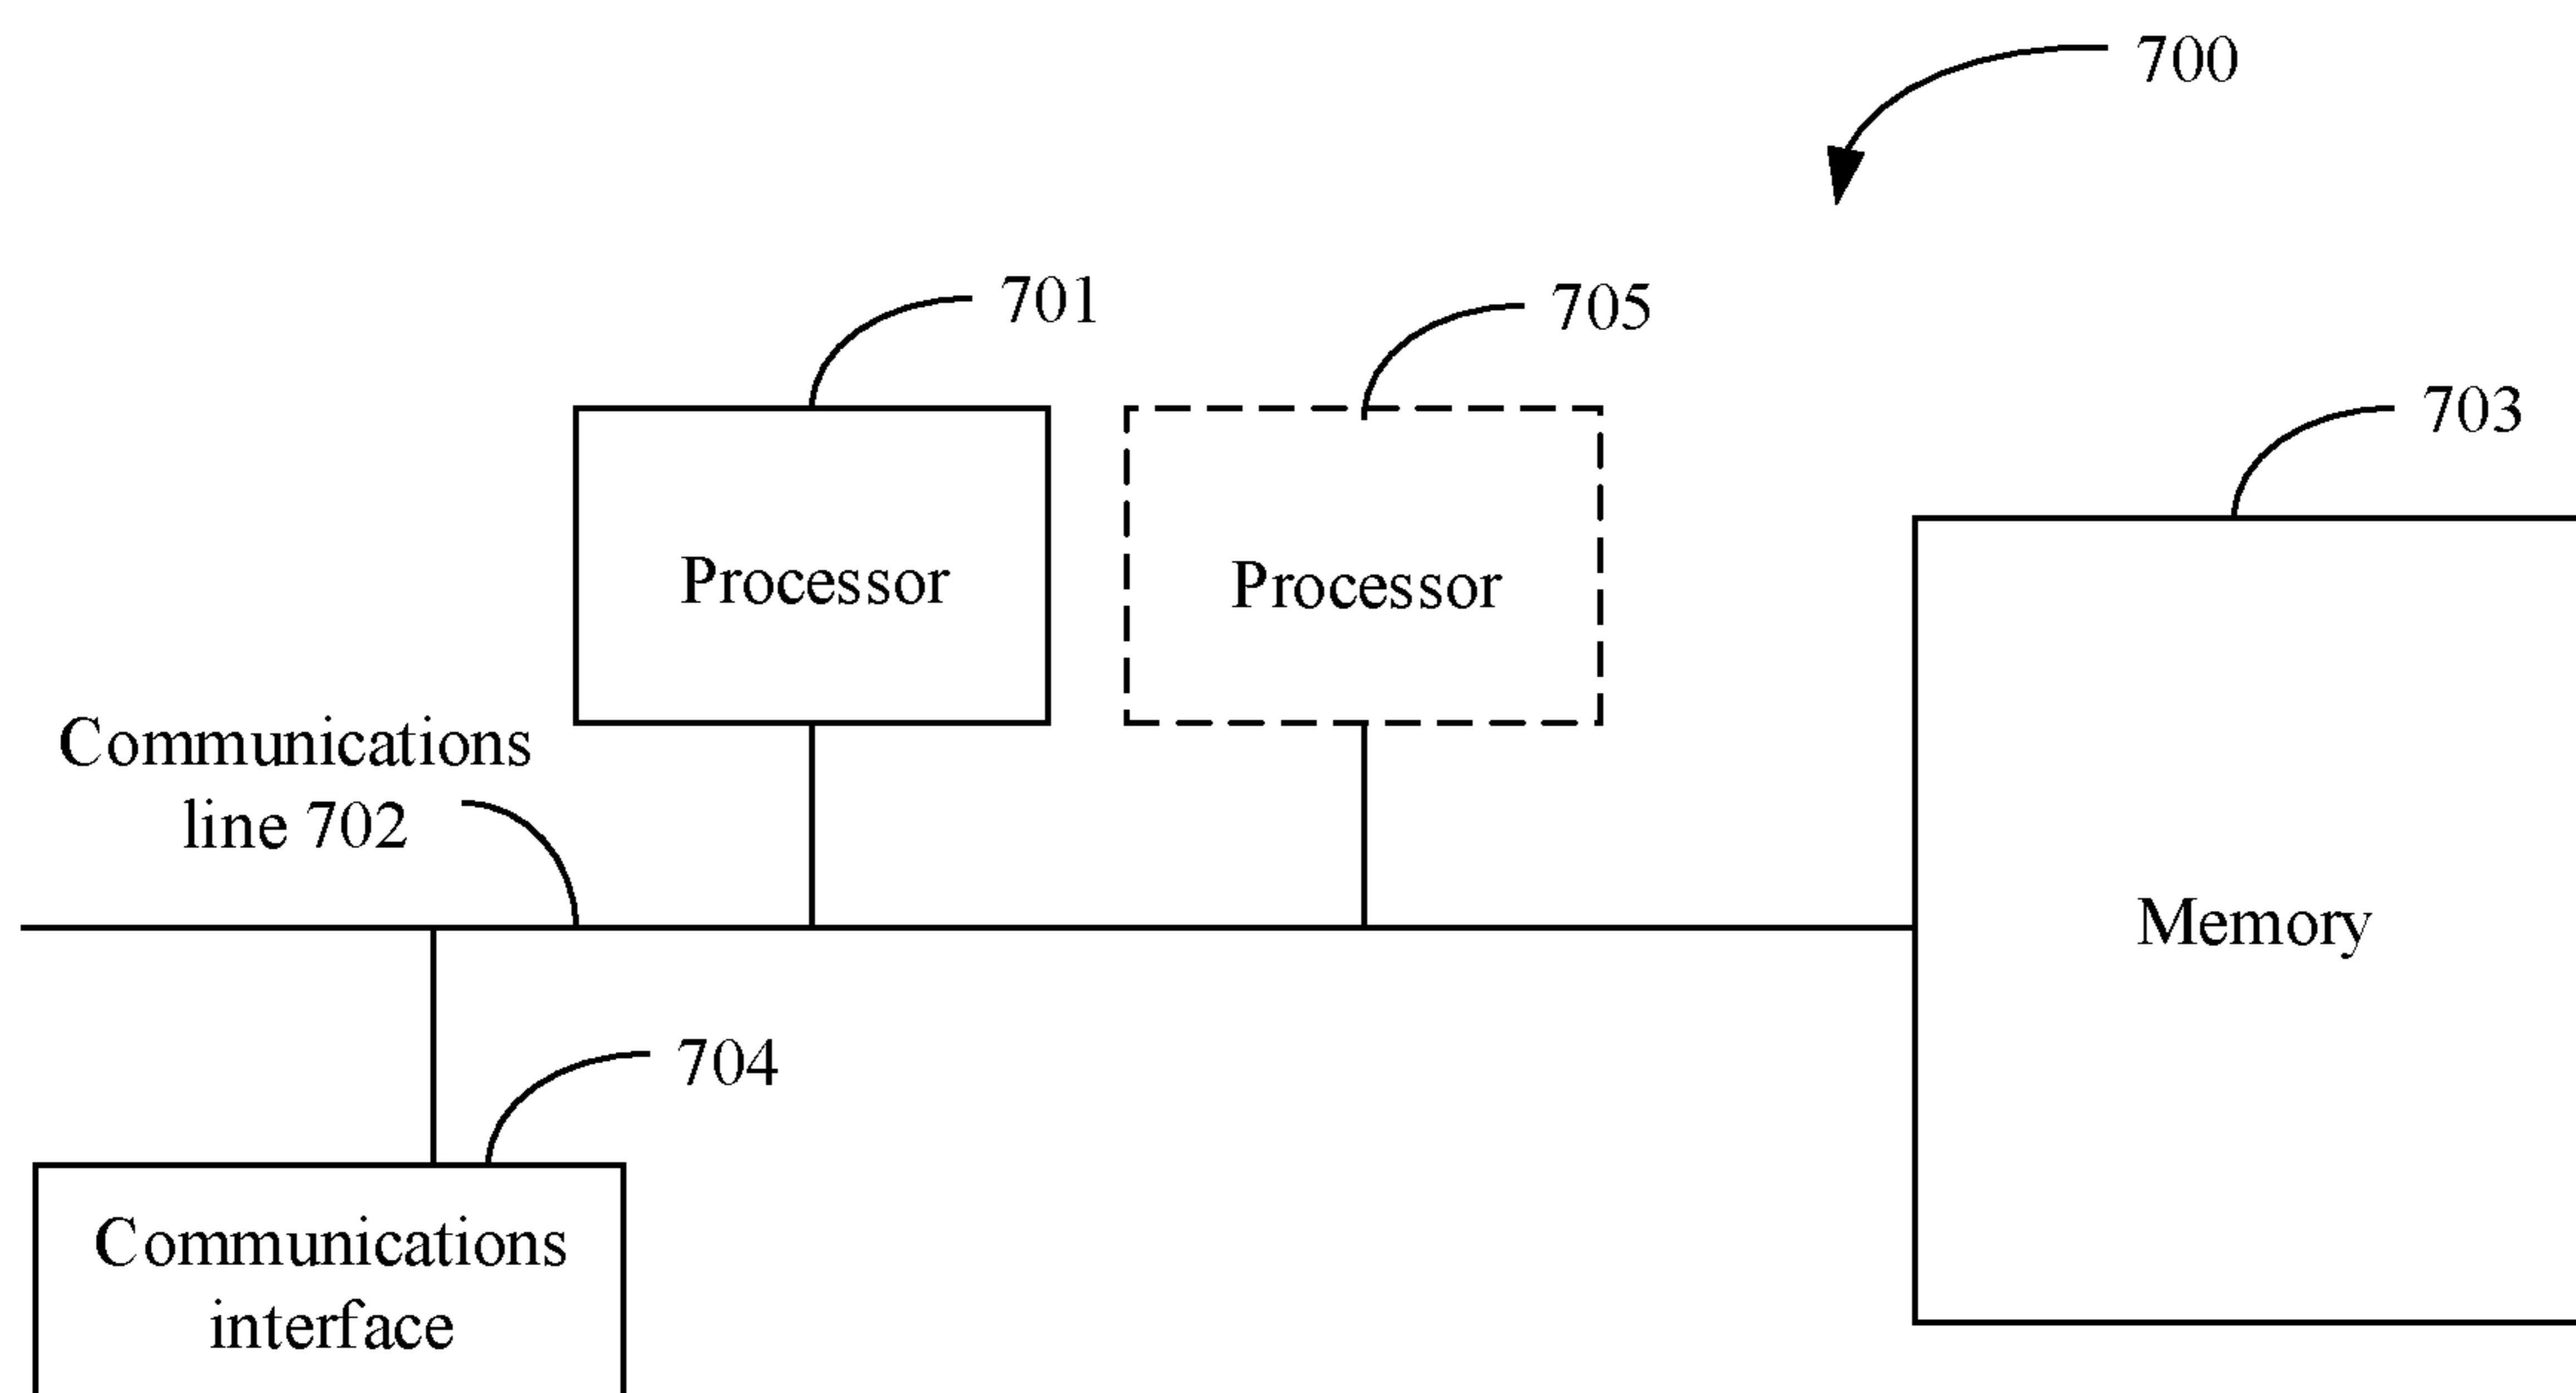 700
701
705
703
Processor
Processor
Communications
line 702
Memory
704
Communications
interface